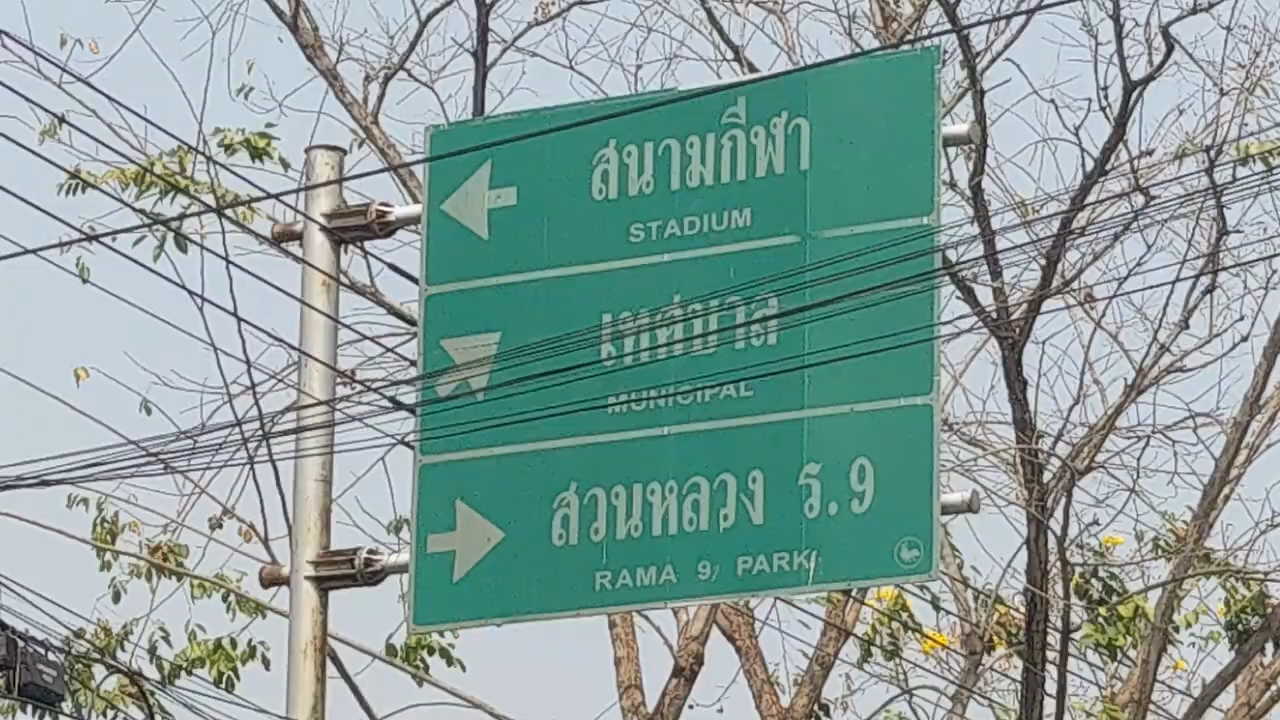 สนามกีฬา
STADIUM
เทศบาล
MUNICIPAL
สวนหลวง ร.9
RAMA 9 PARK